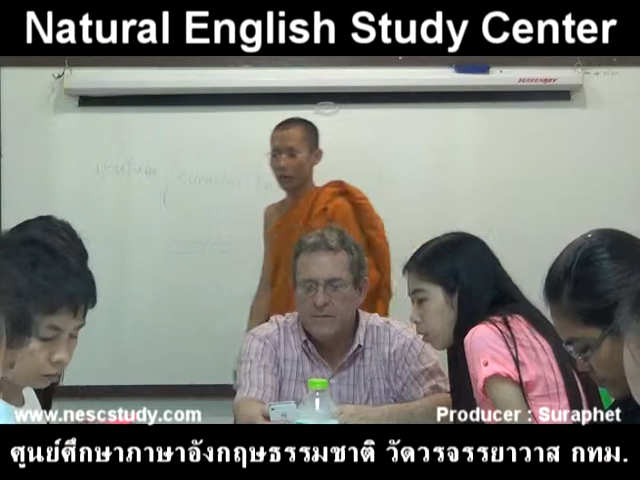 Natural English Study Center
SCREENBOY
youtube
www.nescstudy.com
Producer : Suraphet
ศูนย์ศึกษาภาษาอังกฤษธรรมชาติ วัดวรจรรยาวาส กทม.